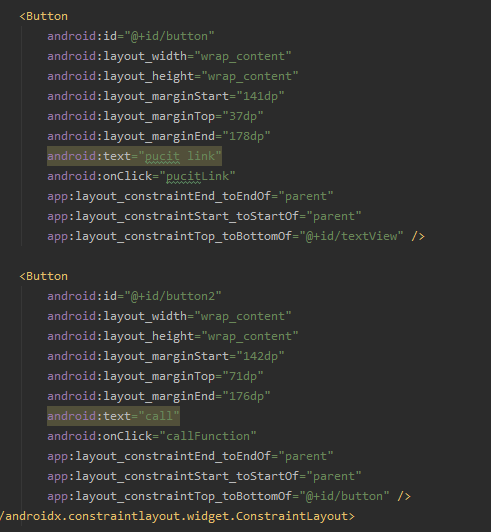 <Button
android:id="@+id/button"
android:layout_width="wrap_content"
android:layout_height="wrap_content"
android:layout_marginStart="141dp"
android:layout_marginTop="37dp"
android:layout_marginEnd="178dp"
android:text="pucit link"
android:onClick="pucitLink"
app:layout_constraintEnd_toEndOf="parent"
app:layout_constraintStart_toStartOf="parent"
app:layout_constraintTop_toBottomOf="@+id/textView" />
<Button
android:id="@+id/button2"
android:layout_width="wrap_content"
android:layout_height="wrap_content"
android:layout_marginStart="142dp"
android:layout_marginTop="71dp"
android:layout_marginEnd="176dp"
android:text="call"
android:onClick="callFunction"
app:layout_constraintEnd_toEndOf="parent"
app:layout_constraintStart_toStartOf="parent"
app:layout_constraintTop_toBottomOf="@+id/button" />
/androidx.constraintlayout.widget.ConstraintLayout>